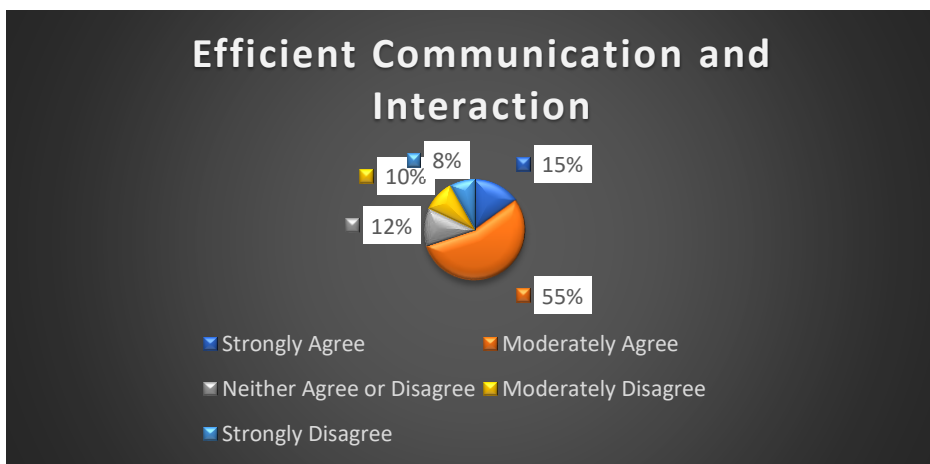 Efficient Communication and
Interaction
8%
15%
10%
12%
55%
Strongly Agree
Moderately Agree
Neither Agree or Disagree
Moderately Disagree
Strongly Disagree